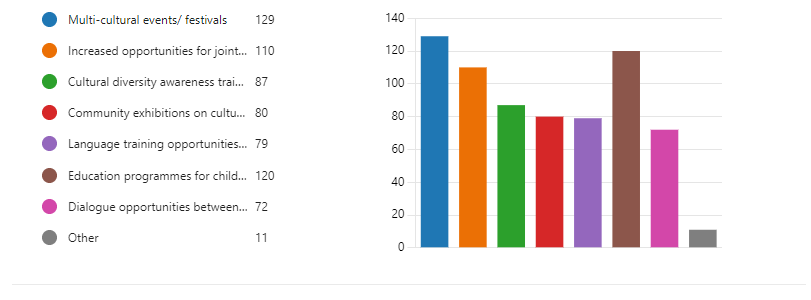 Multi-cultural events/ festivals 129
Increased opportunities for joint... 110
Cultural diversity awareness trai... 87
Community exhibitions on cultu... 80
Language training opportunities... 79
Education programmes for child... 120
Dialogue opportunities between... 72
Other 11
140
120
100
80
60
40
20
0